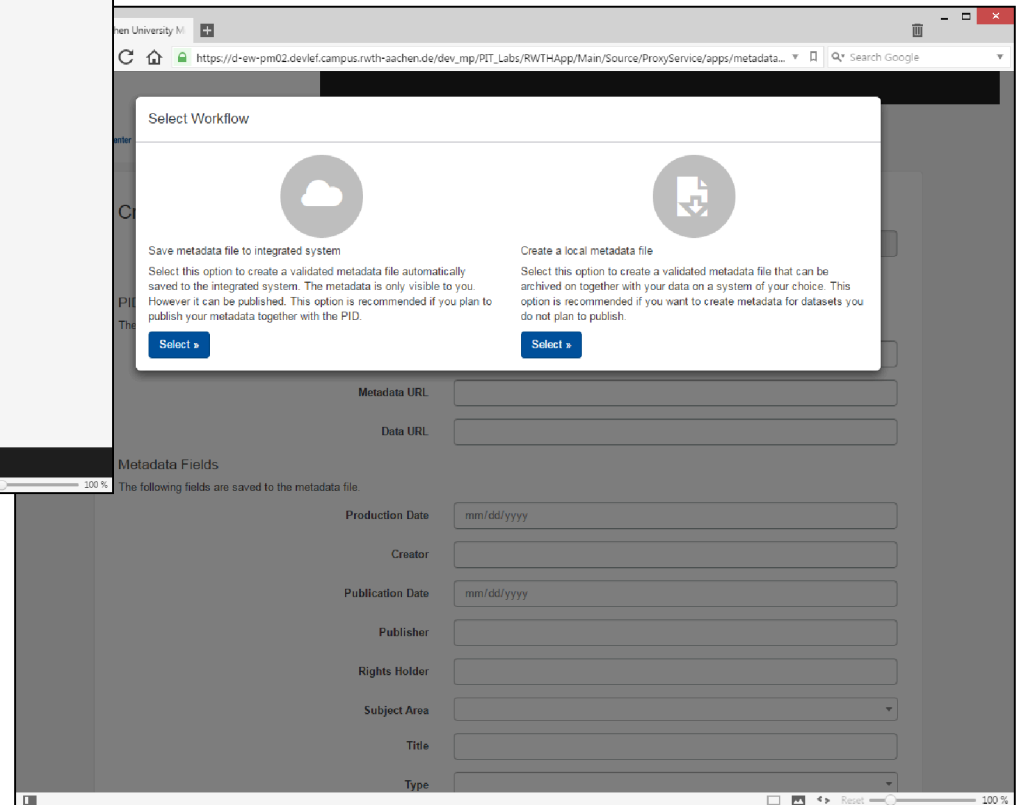 hen University M
https://d-ew-pm02.devlef.campus.rwth-aachen.de/dev_mp/PIT_Labs/RWTHApp/Main/Source/ProxyService/apps/metadata...
Search Google
enter
Select Workflow
Save metadata file to integrated system
Select this option to create a validated metadata file automatically
saved to the integrated system. The metadata is only visible to you.
However it can be published. This option is recommended if you plan to
publish your metadata together with the PID.
Select »
Create a local metadata file
Select this option to create a validated metadata file that can be
archived on together with your data on a system of your choice. This
option is recommended if you want to create metadata for datasets you
do not plan to publish.
Select »
Cr
PID
The
Metadata URL
Data URL
Metadata Fields
The following fields are saved to the metadata file.
Production Date
mm/dd/yyyy
Creator
Publication Date
mm/dd/yyyy
Publisher
Rights Holder
Subject Area
Title
Type
100 %
Reset
100 %